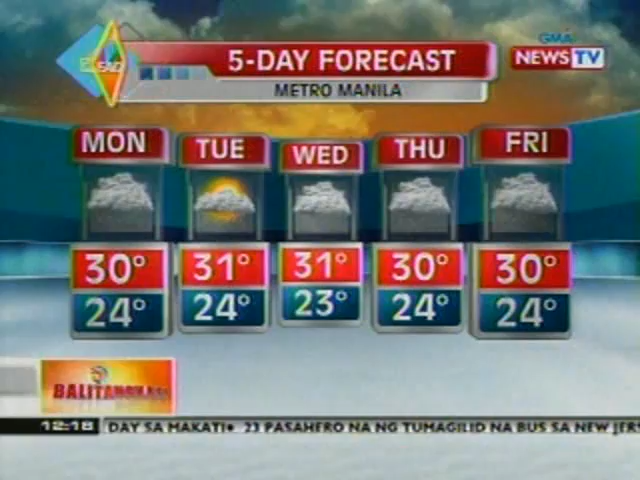 GMA
NEWS TV
5-DAY FORECAST
METRO MANILA
MON TUE WED THU FRI
30° 31° 31° 30° 30°
24° 24° 23° 24° 24°
12:18 DAY SA MAKATI• 23 PASAHERO NA NG TUMAGILID NA BUS SA NEW JERS